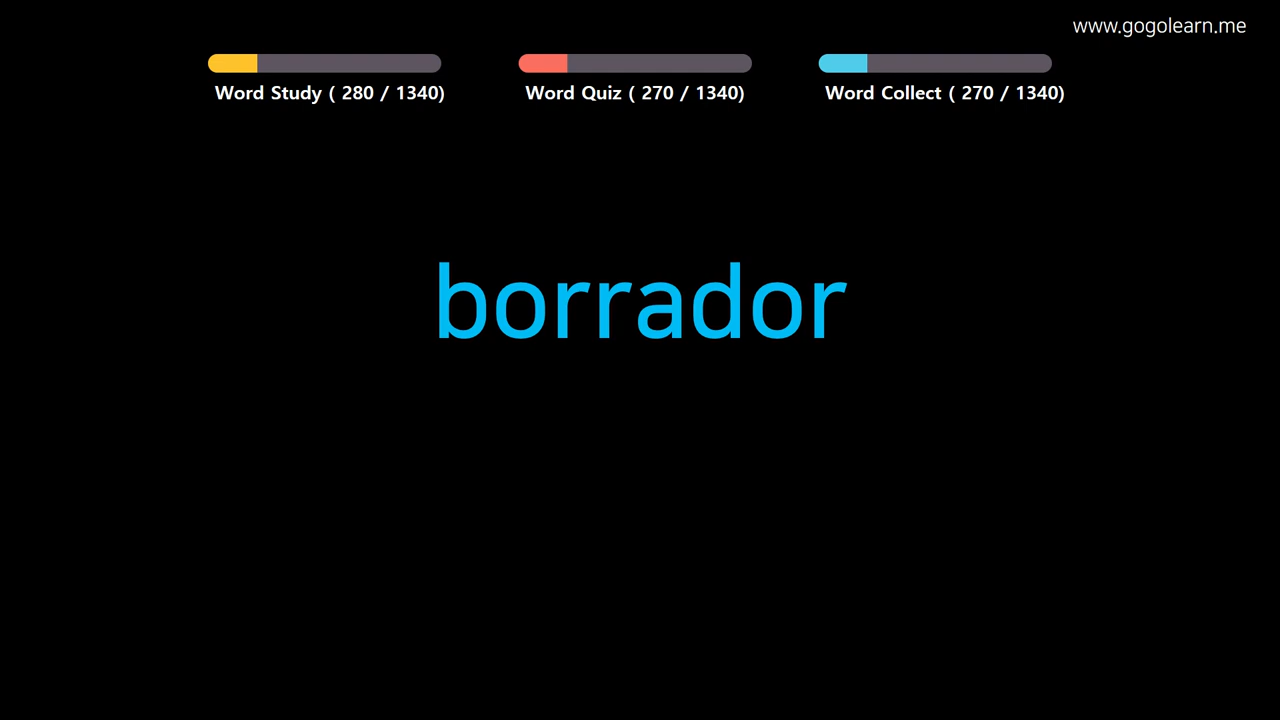 www.gogolearn.me
Word Study ( 280 / 1340)
Word Quiz ( 270 / 1340)
Word Collect ( 270 / 1340)
borrador